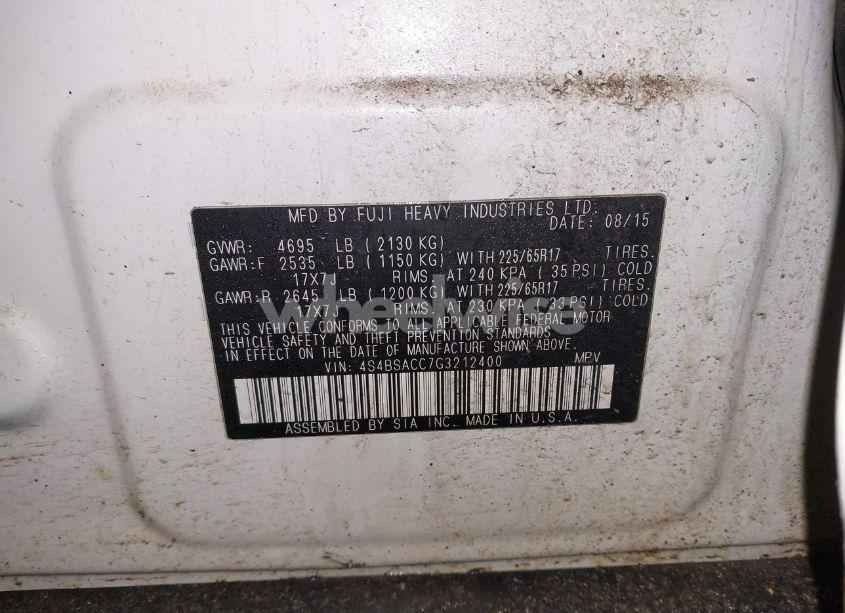 MFD BY FUJI HEAVY INDUSTRIES LTD.
DATE: 08/15
GVWR: 4695 LB ( 2130 KG)
GAWR:F 2535 LB ( 1150 KG) WITH 225/65R17 TIRES.
17X7J RIMS. AT 240 KPA ( 35 PSI) COLD
GAWR:R 2645 LB ( 1200 KG) WITH 225/65R17 TIRES.
17X7J RIMS. AT 230 KPA ( 33 PSI) COLD
THIS VEHICLE CONFORMS TO ALL APPLICABLE FEDERAL MOTOR
VEHICLE SAFETY AND THEFT PREVENTION STANDARDS
IN EFFECT ON THE DATE OF MANUFACTURE SHOWN ABOVE.
VIN: 4S4BSACC7G3212400 MPV
ASSEMBLED BY SIA INC. MADE IN U.S.A.
wheelwise